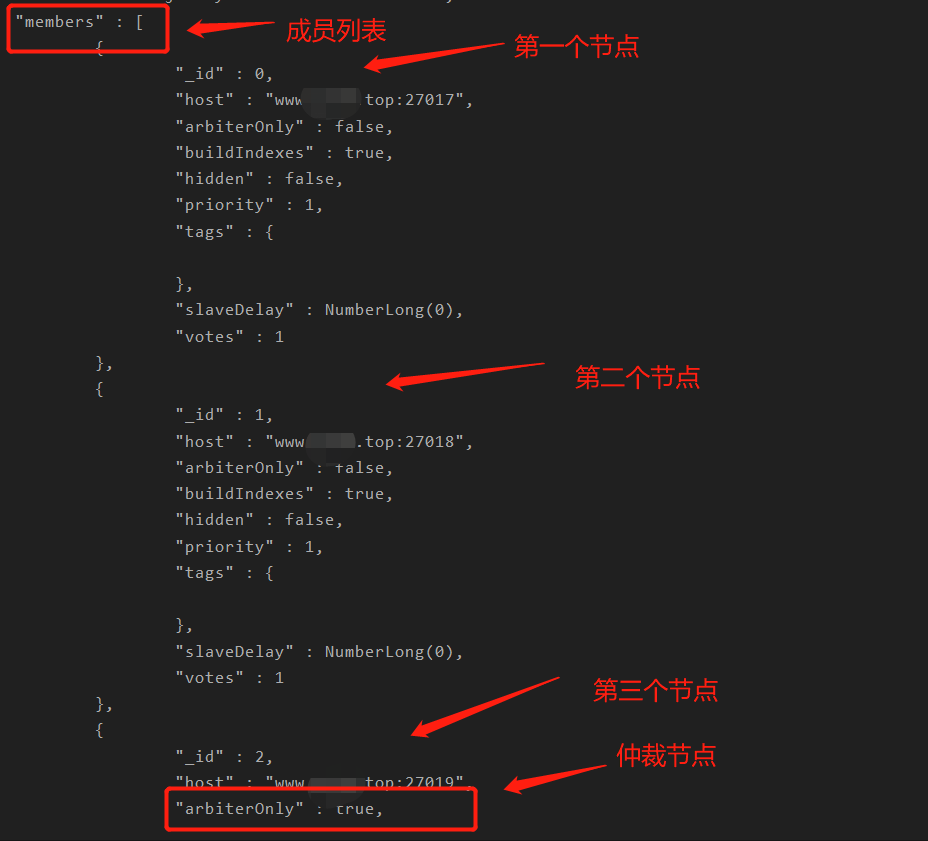 "members" : [
成员列表
{
第一个节点
"_id" : 0,
"host" : "www top:27017",
"arbiterOnly" : false,
"buildIndexes" : true,
"hidden" : false,
"priority" : 1,
"tags" : {
},
"slaveDelay" : NumberLong(0),
"votes" : 1
},
第二个节点
{
"_id" : 1,
"host" : "www .top:27018",
"arbiterOnly" : false,
"buildIndexes" : true,
"hidden" : false,
"priority" : 1,
"tags" : {
},
"slaveDelay" : NumberLong(0),
"votes" : 1
},
第三个节点
{
"_id" : 2,
仲裁节点
"host" : "www top:27019",
"arbiterOnly" : true,